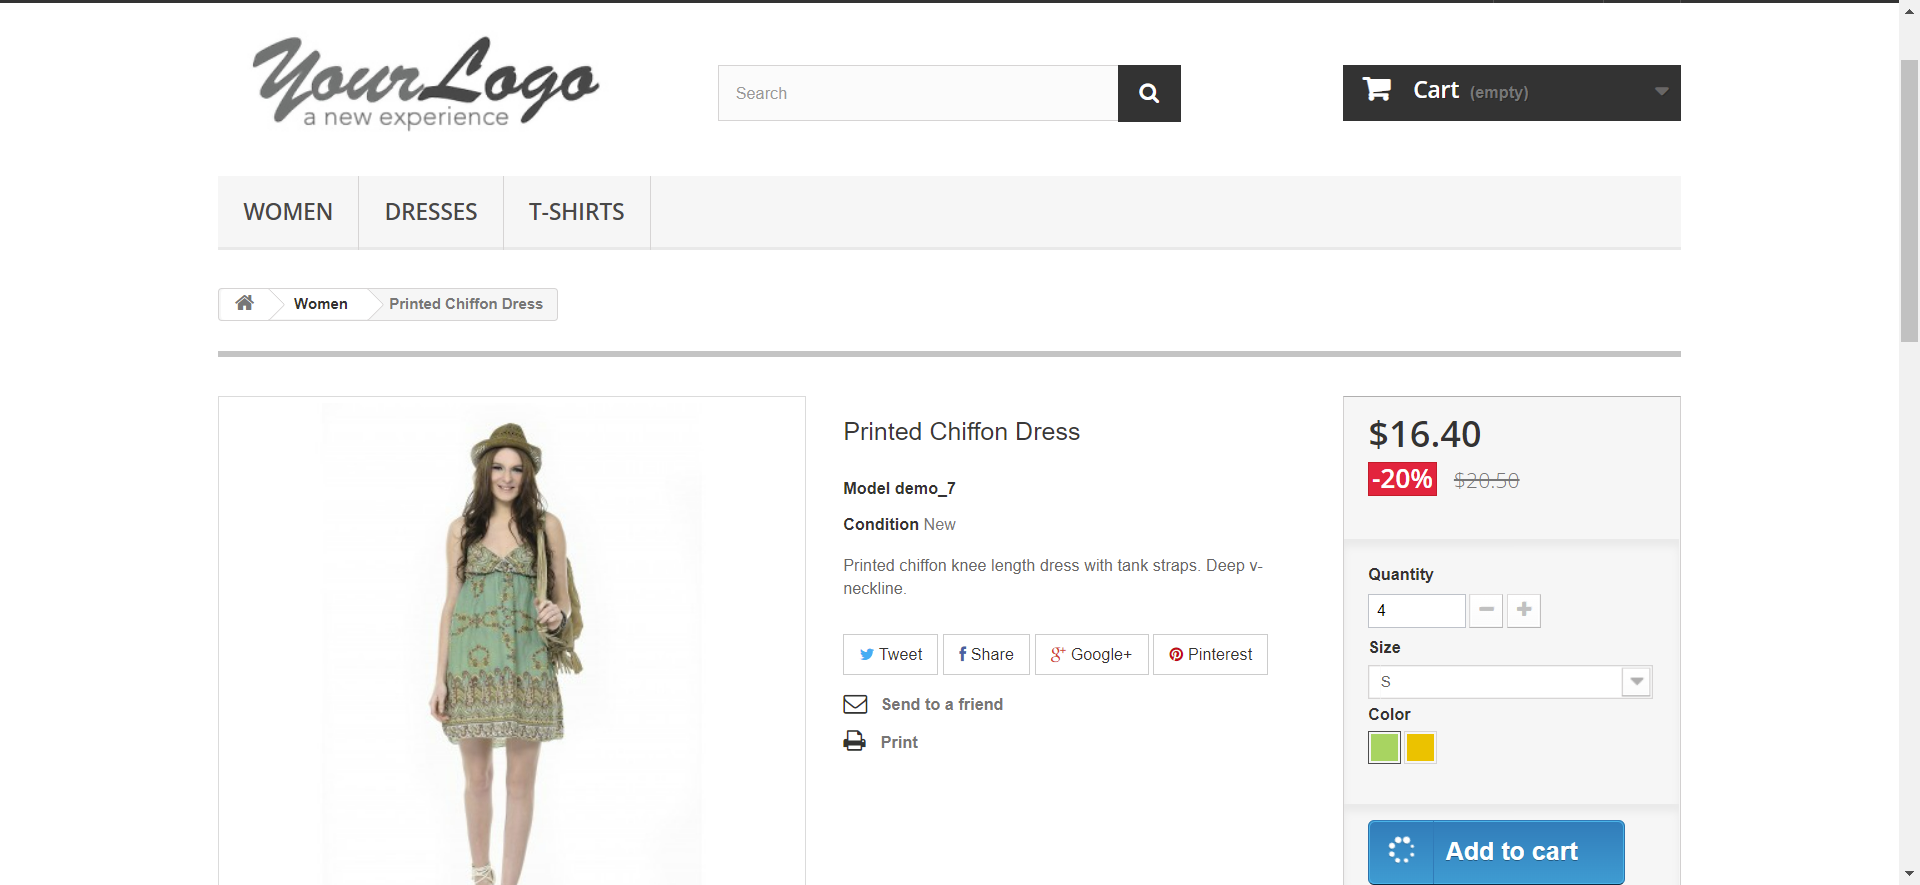 YourLogo
a new experience
Search
Cart (empty)
WOMEN
DRESSES
T-SHIRTS
Women
Printed Chiffon Dress
Printed Chiffon Dress
Model demo_7
Condition New
Printed chiffon knee length dress with tank straps. Deep v-
neckline.
Tweet
Share
Google+
Pinterest
Send to a friend
Print
$16.40
-20% $20.50
Quantity
4
Size
S
Color
Add to cart